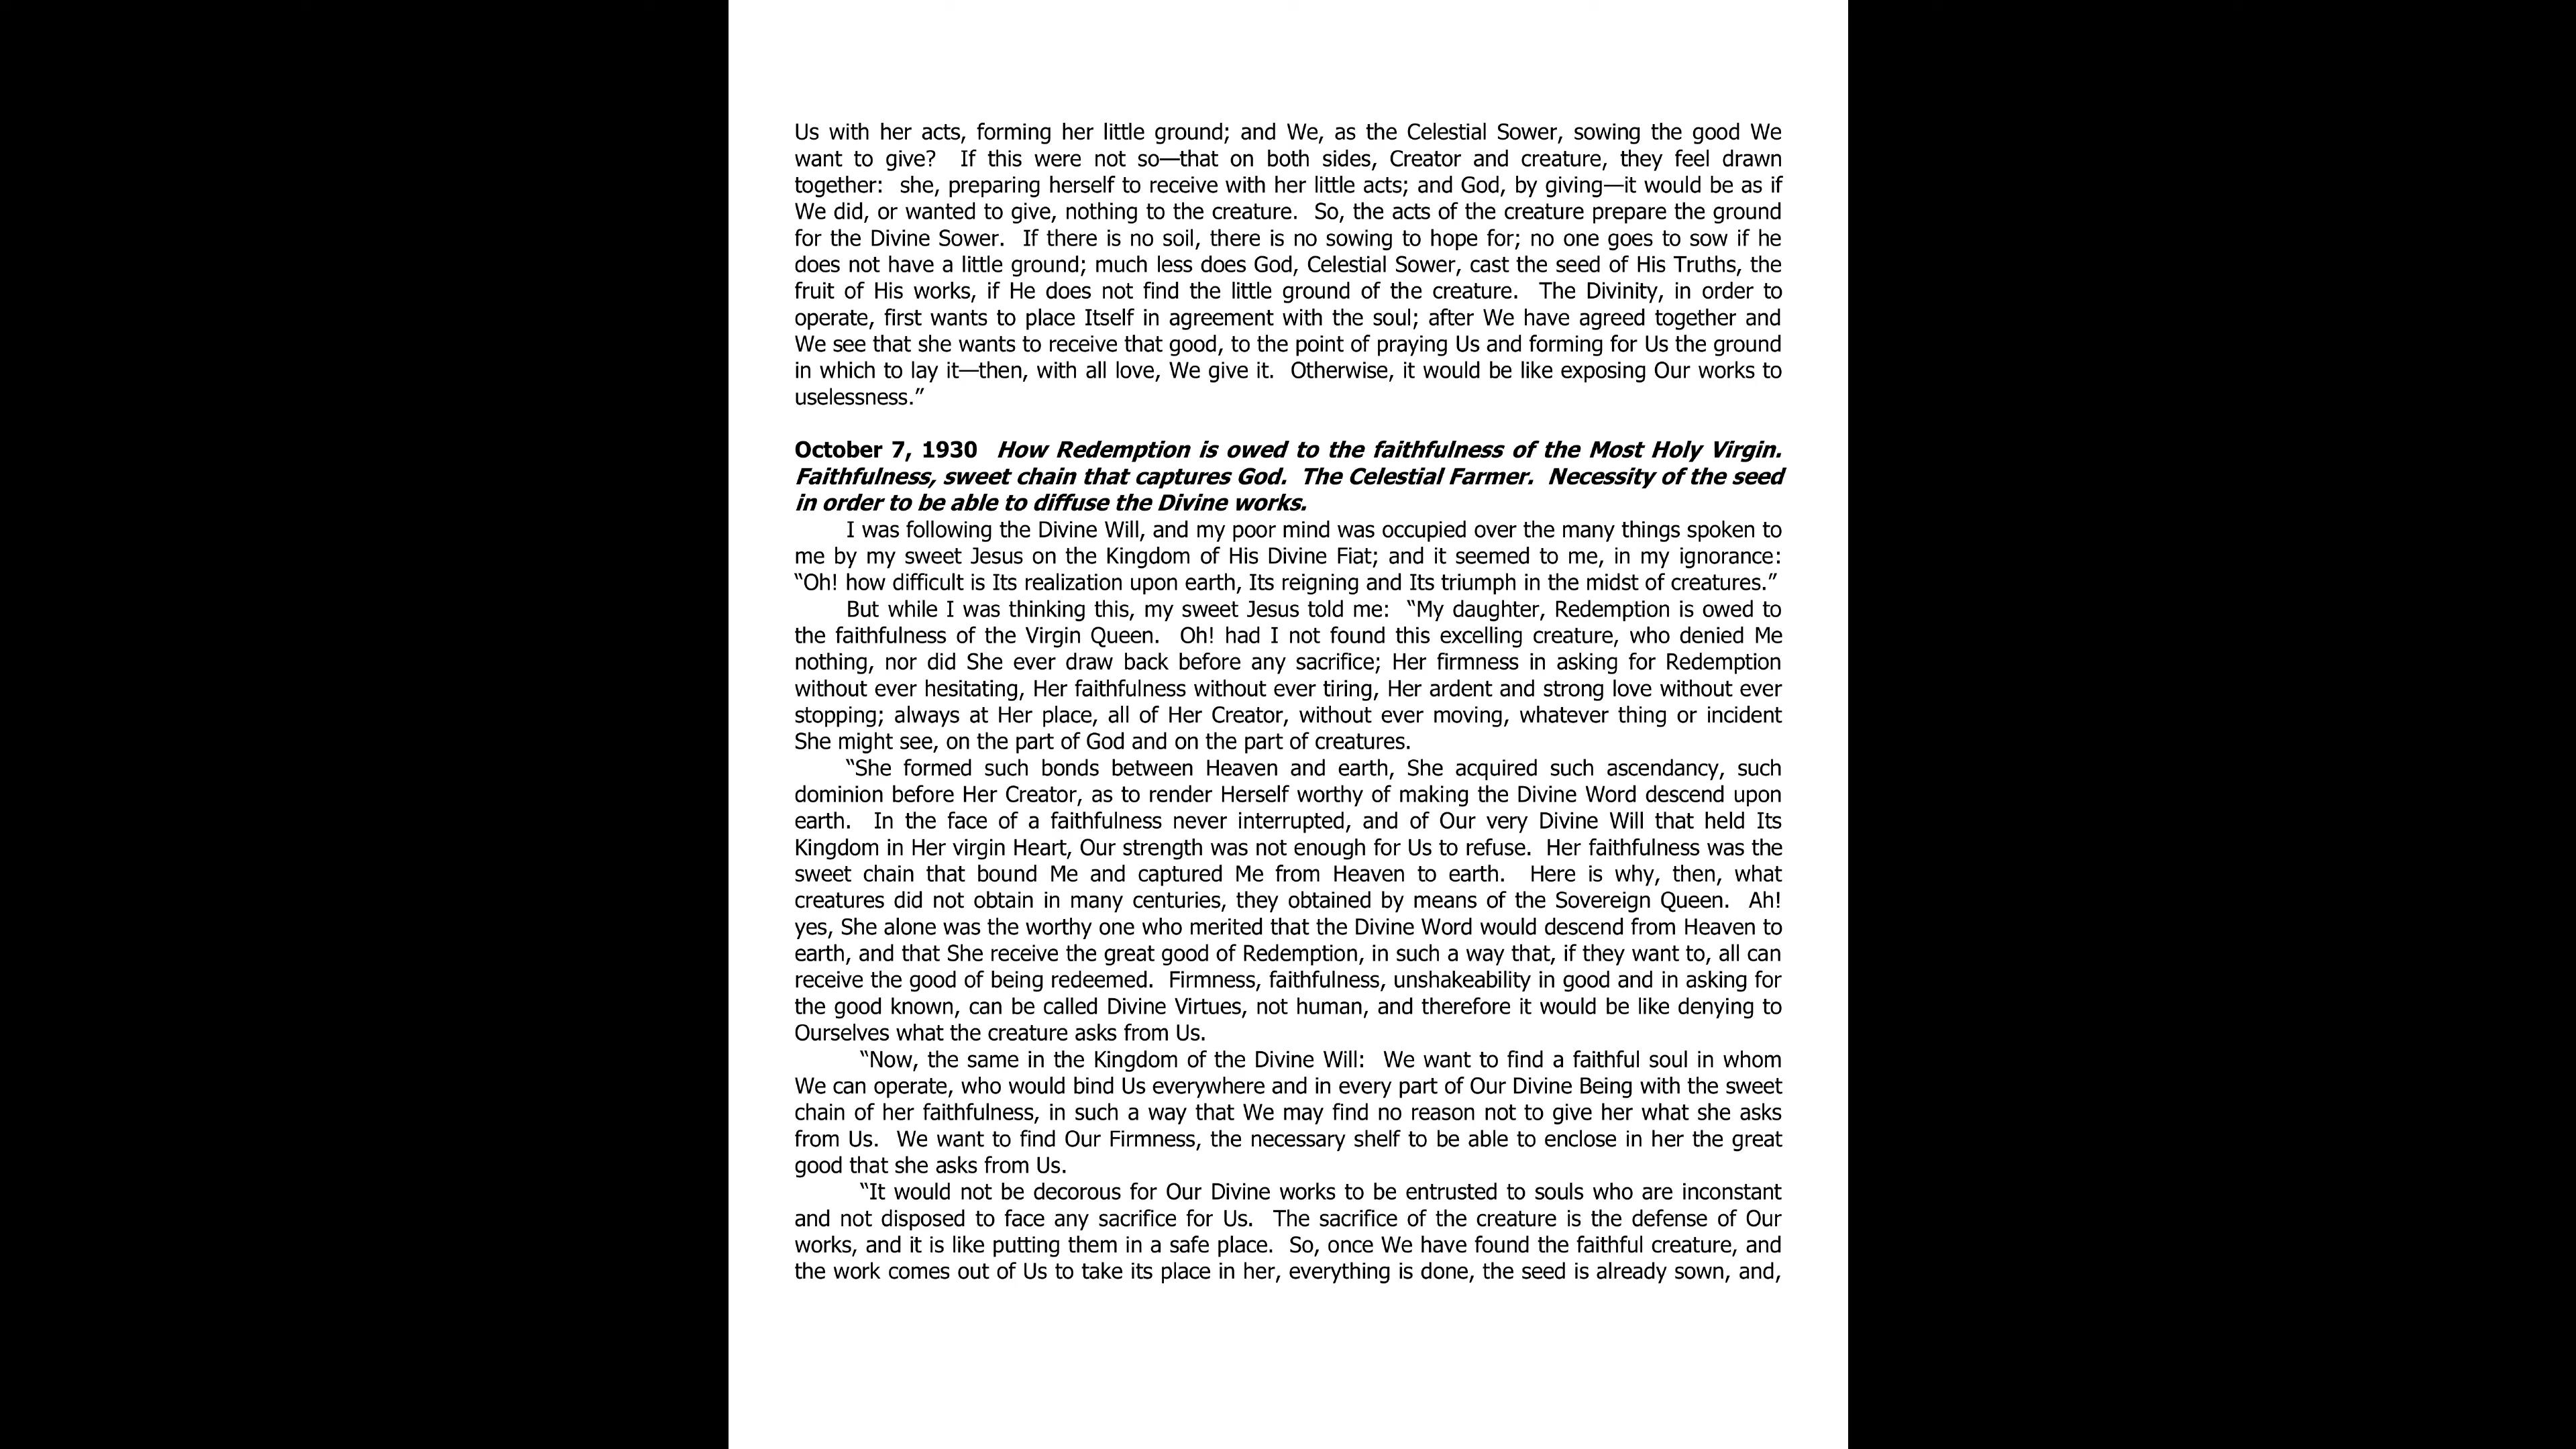 Us with her acts, forming her little ground; and We, as the Celestial Sower, sowing the good We
want to give?  If this were not so—that on both sides, Creator and creature, they feel drawn
together:  she, preparing herself to receive with her little acts; and God, by giving—it would be as if
We did, or wanted to give, nothing to the creature.  So, the acts of the creature prepare the ground
for the Divine Sower.  If there is no soil, there is no sowing to hope for; no one goes to sow if he
does not have a little ground; much less does God, Celestial Sower, cast the seed of His Truths, the
fruit of His works, if He does not find the little ground of the creature.  The Divinity, in order to
operate, first wants to place Itself in agreement with the soul; after We have agreed together and
We see that she wants to receive that good, to the point of praying Us and forming for Us the ground
in which to lay it—then, with all love, We give it.  Otherwise, it would be like exposing Our works to
uselessness.”
October 7, 1930  How Redemption is owed to the faithfulness of the Most Holy Virgin.
Faithfulness, sweet chain that captures God.  The Celestial Farmer.  Necessity of the seed
in order to be able to diffuse the Divine works.
I was following the Divine Will, and my poor mind was occupied over the many things spoken to
me by my sweet Jesus on the Kingdom of His Divine Fiat; and it seemed to me, in my ignorance:
“Oh! how difficult is Its realization upon earth, Its reigning and Its triumph in the midst of creatures.”
But while I was thinking this, my sweet Jesus told me:  “My daughter, Redemption is owed to
the faithfulness of the Virgin Queen.  Oh! had I not found this excelling creature, who denied Me
nothing, nor did She ever draw back before any sacrifice; Her firmness in asking for Redemption
without ever hesitating, Her faithfulness without ever tiring, Her ardent and strong love without ever
stopping; always at Her place, all of Her Creator, without ever moving, whatever thing or incident
She might see, on the part of God and on the part of creatures.
“She formed such bonds between Heaven and earth, She acquired such ascendancy, such
dominion before Her Creator, as to render Herself worthy of making the Divine Word descend upon
earth.  In the face of a faithfulness never interrupted, and of Our very Divine Will that held Its
Kingdom in Her virgin Heart, Our strength was not enough for Us to refuse.  Her faithfulness was the
sweet chain that bound Me and captured Me from Heaven to earth.  Here is why, then, what
creatures did not obtain in many centuries, they obtained by means of the Sovereign Queen.  Ah!
yes, She alone was the worthy one who merited that the Divine Word would descend from Heaven to
earth, and that She receive the great good of Redemption, in such a way that, if they want to, all can
receive the good of being redeemed.  Firmness, faithfulness, unshakeability in good and in asking for
the good known, can be called Divine Virtues, not human, and therefore it would be like denying to
Ourselves what the creature asks from Us.
“Now, the same in the Kingdom of the Divine Will:  We want to find a faithful soul in whom
We can operate, who would bind Us everywhere and in every part of Our Divine Being with the sweet
chain of her faithfulness, in such a way that We may find no reason not to give her what she asks
from Us.  We want to find Our Firmness, the necessary shelf to be able to enclose in her the great
good that she asks from Us.
“It would not be decorous for Our Divine works to be entrusted to souls who are inconstant
and not disposed to face any sacrifice for Us.  The sacrifice of the creature is the defense of Our
works, and it is like putting them in a safe place.  So, once We have found the faithful creature, and
the work comes out of Us to take its place in her, everything is done, the seed is already sown, and,